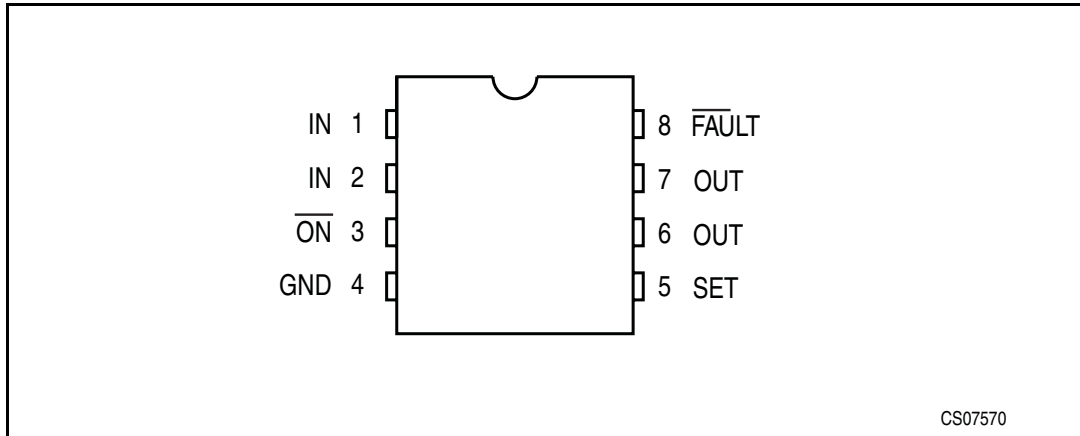 IN 1
IN 2
ON 3
GND 4
8 FAULT
7 OUT
6 OUT
5 SET
CS07570